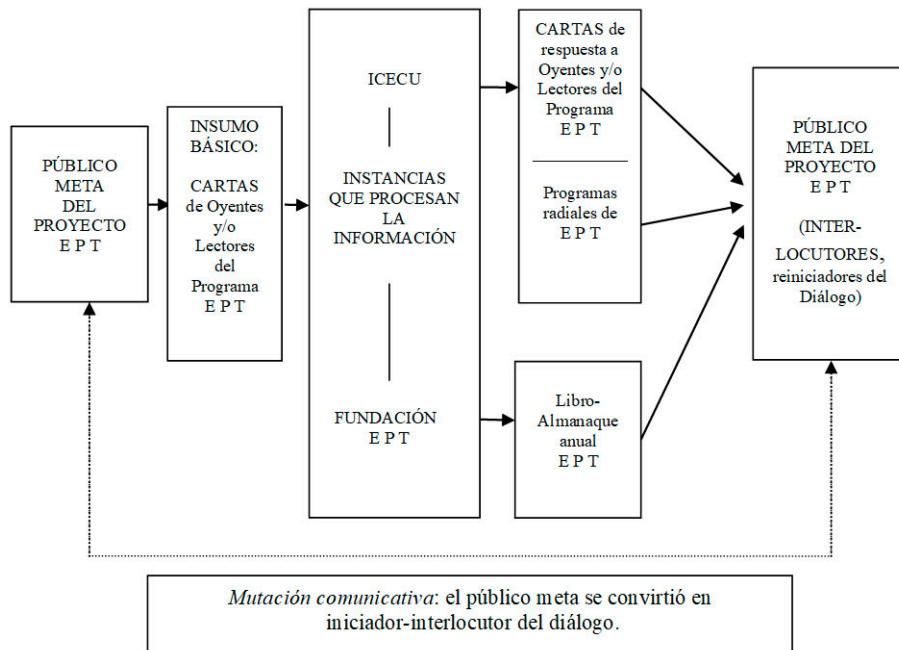 PÚBLICO
META
DEL
PROYECTO
E P T
INSUMO
BÁSICO:
CARTAS
de Oyentes
y/o
Lectores
del
Programa
E P T
ICECU
INSTANCIAS
QUE PROCESAN
LA
INFORMACIÓN
FUNDACIÓN
E P T
CARTAS de
respuesta a
Oyentes y/o
Lectores del
Programa
E P T
Programas
radiales de
E P T
Libro-
Almanaque
anual
E P T
PÚBLICO
META DEL
PROYECTO
E P T
(INTER-
LOCUTORES,
reiniciadores del
Diálogo)
Mutación comunicativa: el público meta se convirtió en
iniciador-interlocutor del diálogo.